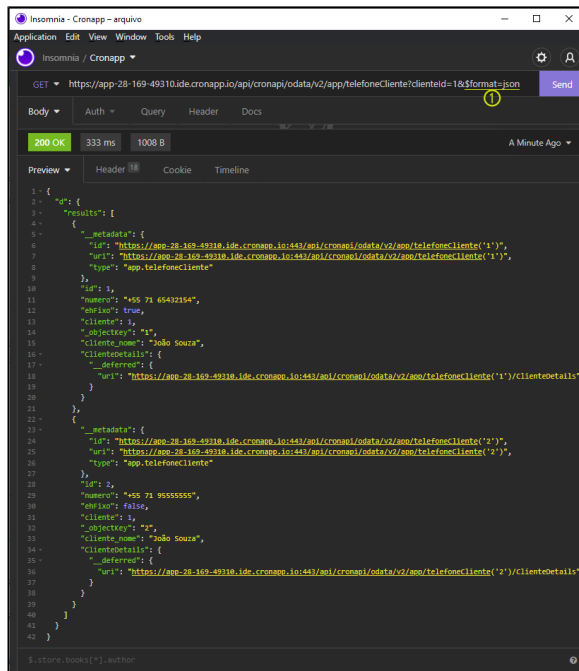 Insomnia - Cronapp – arquivo
Application Edit View Window Tools Help
Insomnia / Cronapp
GET https://app-28-169-49310.ide.cronapp.io/api/cronapi/odata/v2/app/telefoneCliente?clienteId=1&$format=json Send
1
Body Auth Query Header Docs
200 OK 333 ms 1008 B A Minute Ago
Preview Header 18 Cookie Timeline
1 {
2 "d": {
3 "results": [
4 {
5 "__metadata": {
6 "id": "https://app-28-169-49310.ide.cronapp.io:443/api/cronapi/odata/v2/app/telefoneCliente('1')",
7 "uri": "https://app-28-169-49310.ide.cronapp.io:443/api/cronapi/odata/v2/app/telefoneCliente('1')",
8 "type": "app.telefoneCliente"
9 },
10 "id": 1,
11 "numero": "+55 71 65432154",
12 "ehFixo": true,
13 "cliente": 1,
14 "_objectKey": "1",
15 "cliente_nome": "João Souza",
16 "ClienteDetails": {
17 "__deferred": {
18 "uri": "https://app-28-169-49310.ide.cronapp.io:443/api/cronapi/odata/v2/app/telefoneCliente('1')/ClienteDetails"
19 }
20 }
21 },
22 {
23 "__metadata": {
24 "id": "https://app-28-169-49310.ide.cronapp.io:443/api/cronapi/odata/v2/app/telefoneCliente('2')",
25 "uri": "https://app-28-169-49310.ide.cronapp.io:443/api/cronapi/odata/v2/app/telefoneCliente('2')",
26 "type": "app.telefoneCliente"
27 },
28 "id": 2,
29 "numero": "+55 71 95555555",
30 "ehFixo": false,
31 "cliente": 1,
32 "_objectKey": "2",
33 "cliente_nome": "João Souza",
34 "ClienteDetails": {
35 "__deferred": {
36 "uri": "https://app-28-169-49310.ide.cronapp.io:443/api/cronapi/odata/v2/app/telefoneCliente('2')/ClienteDetails"
37 }
38 }
39 }
40 ]
41 }
42 }
$.store.books[*].author